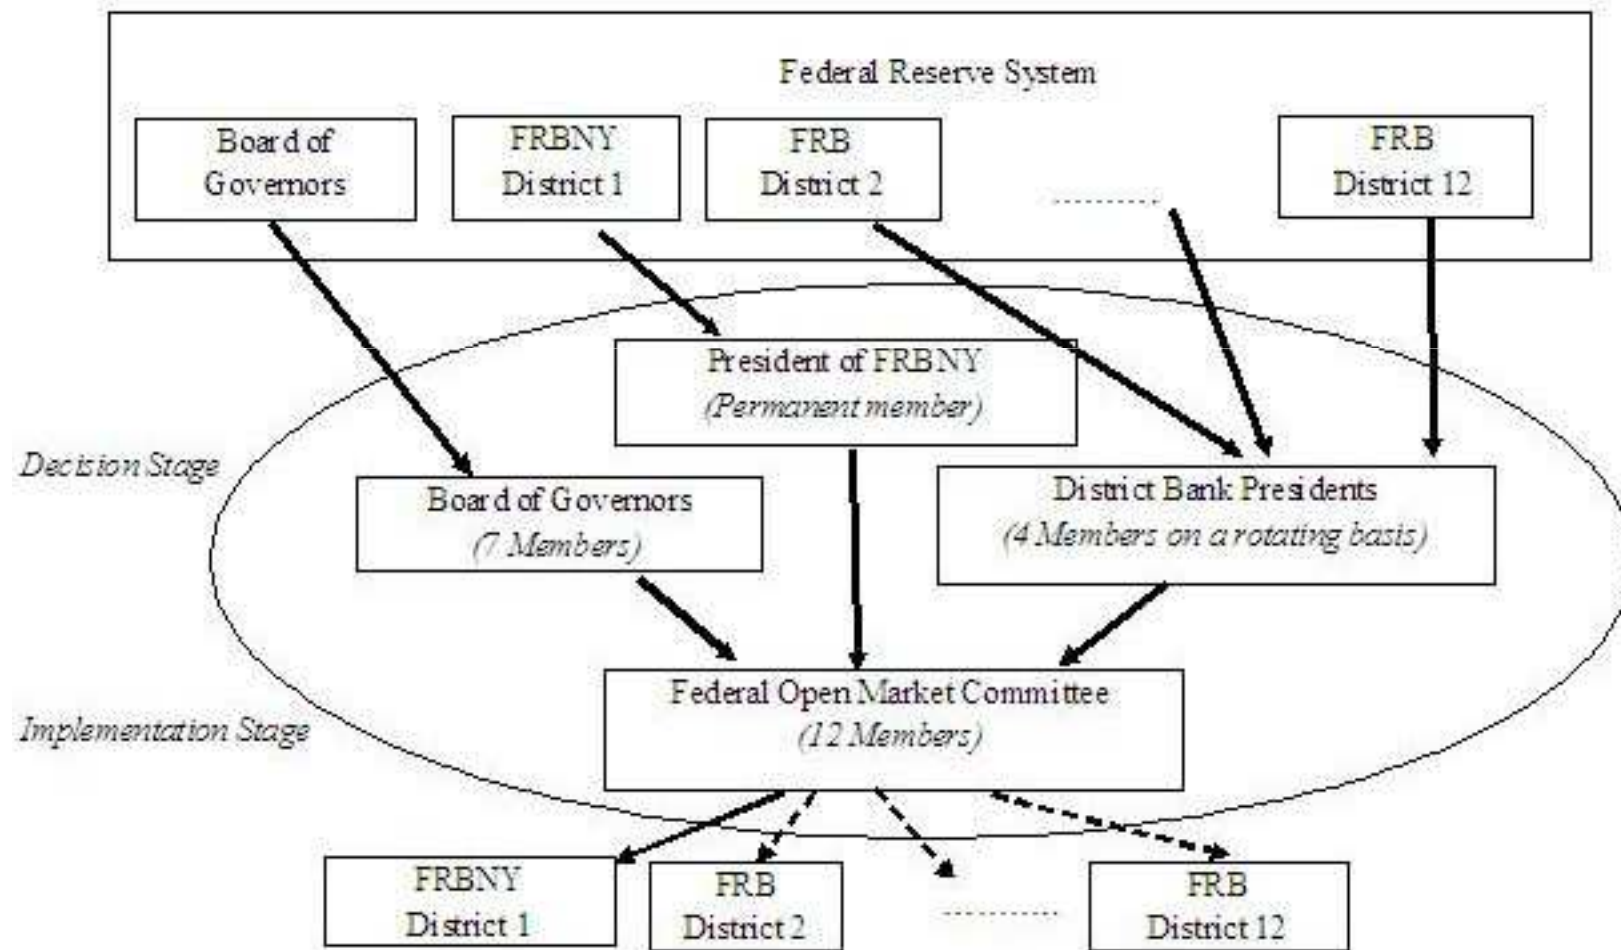 Federal Reserve System
Board of
Governors
FRBNY
District 1
FRB
District 2
FRB
District 12
President of FRBNY
(Permanent member)
Decision Stage
Board of Governors
(7 Members)
District Bank Presidents
(4 Members on a rotating basis)
Implementation Stage
Federal Open Market Committee
(12 Members)
FRBNY
District 1
FRB
District 2
FRB
District 12